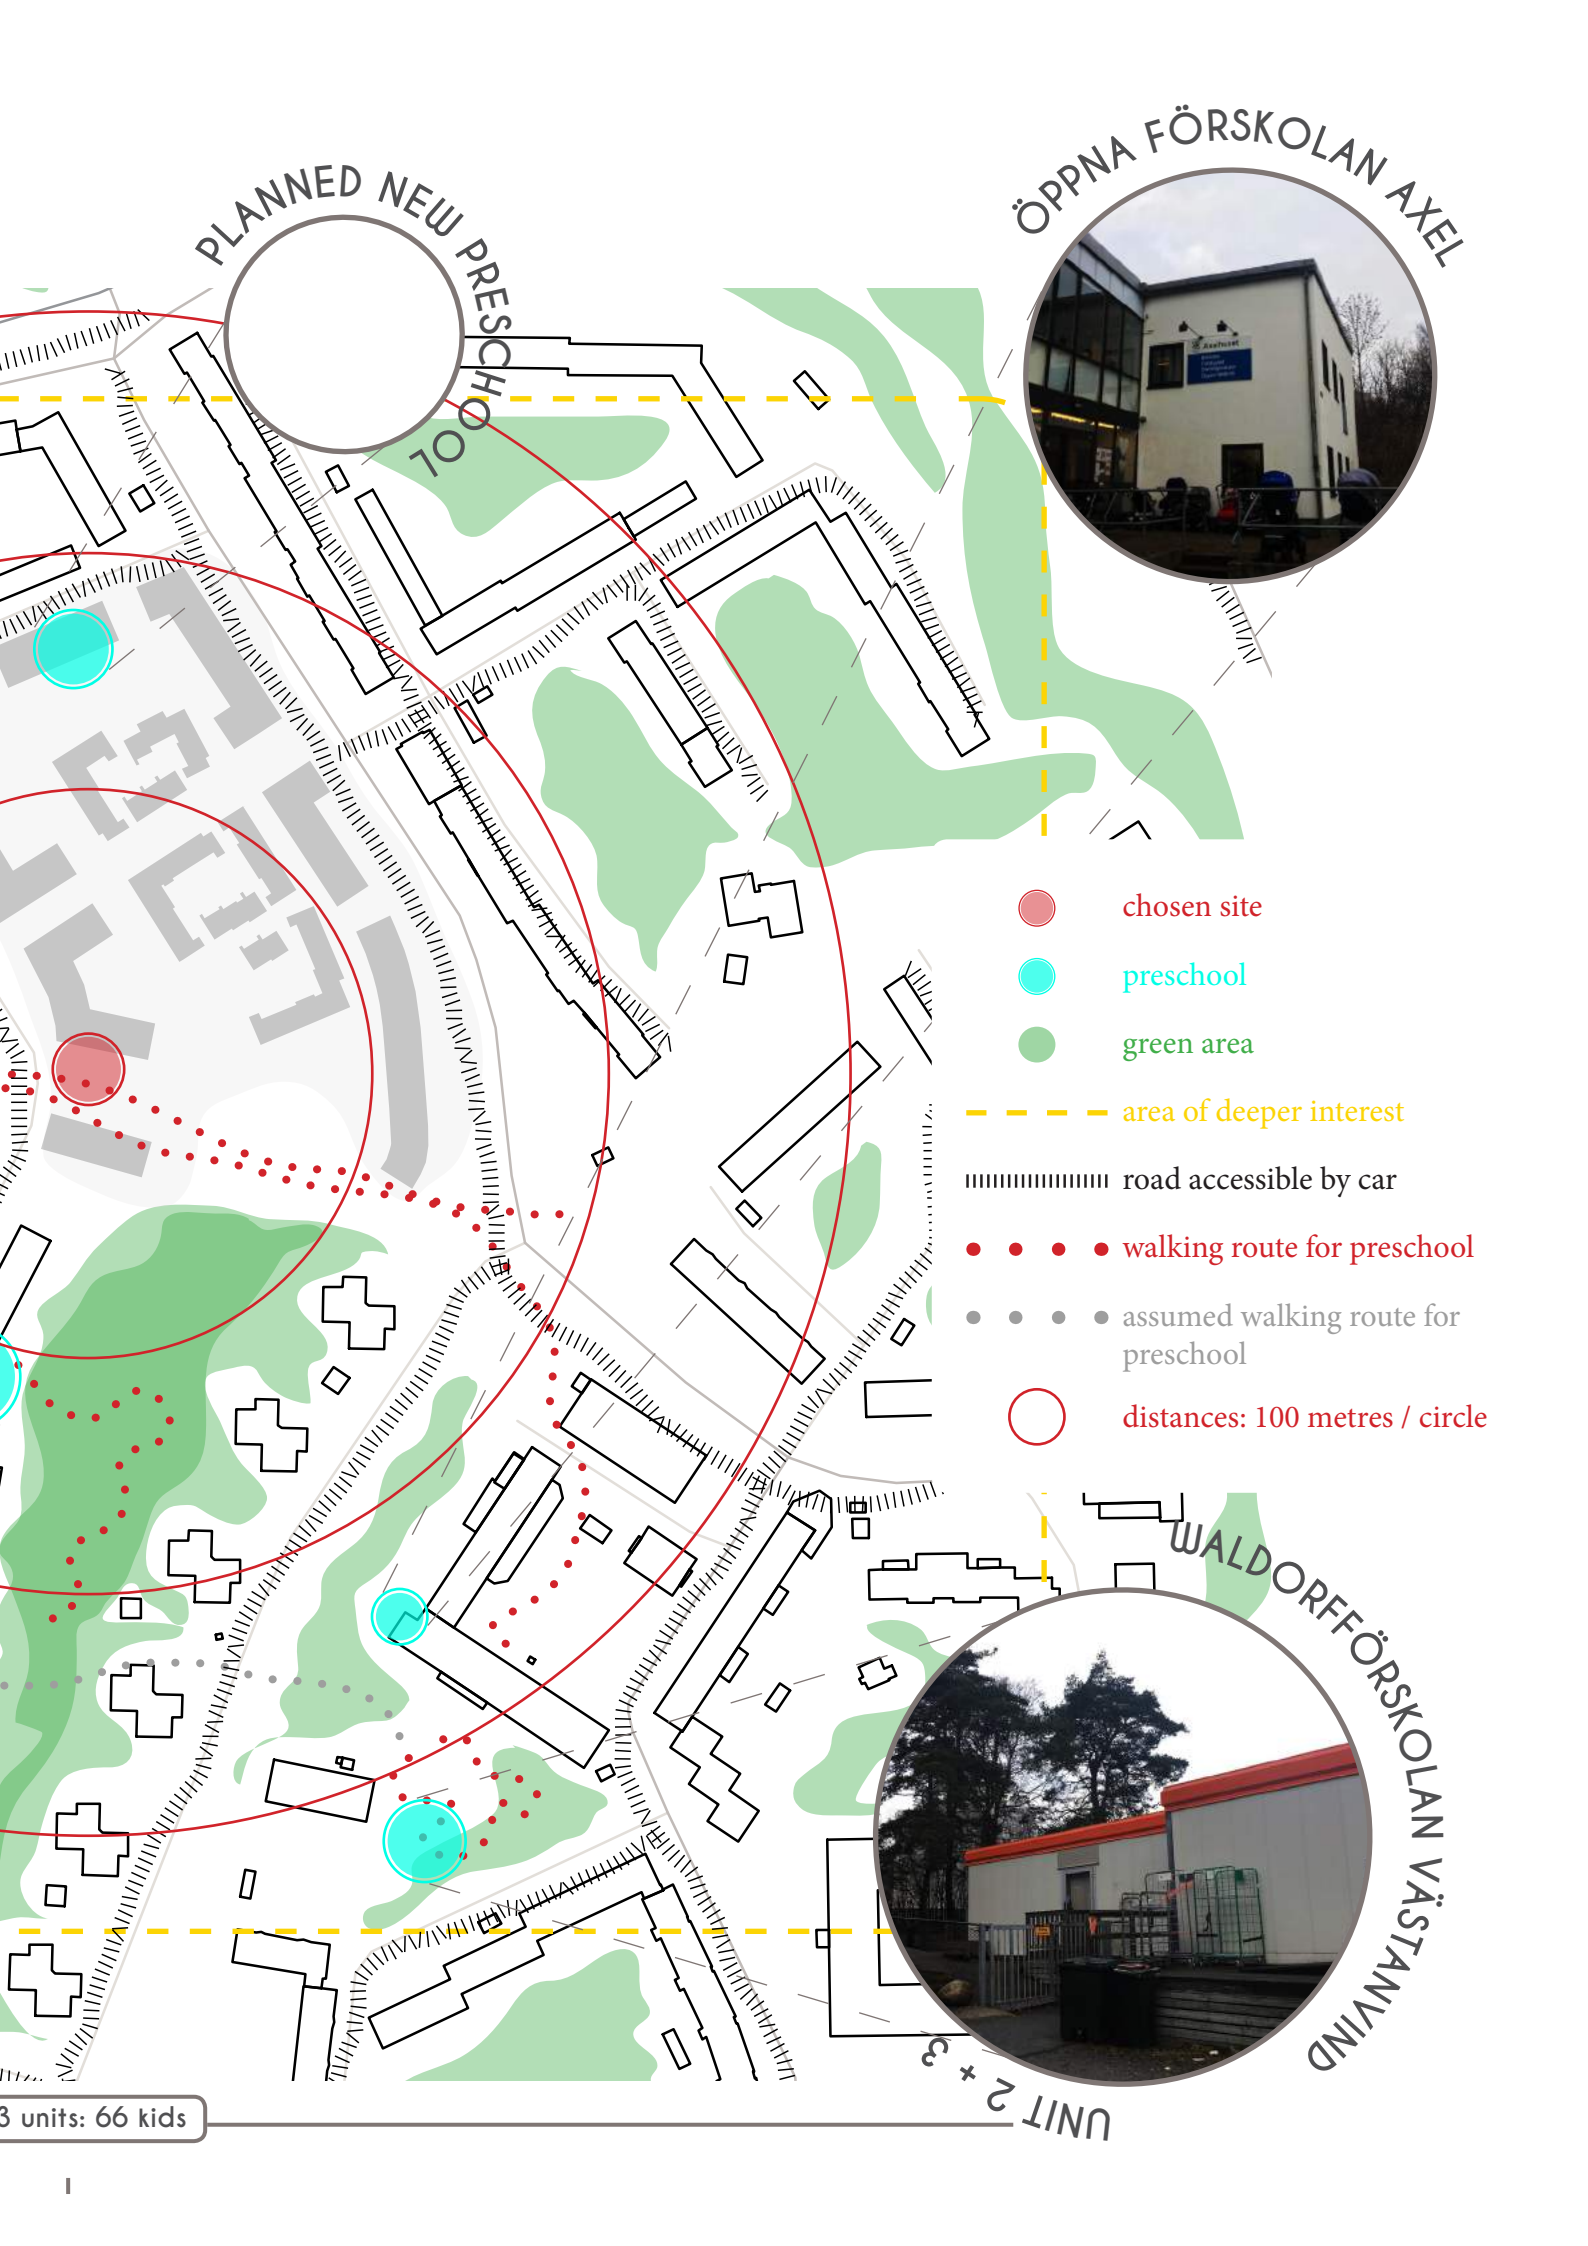 PLANNED NEW PRESCHOOL
ÖPPNA FÖRSKOLAN AXEL
Axelhuset
chosen site
preschool
green area
area of deeper interest
road accessible by car
walking route for preschool
assumed walking route for
preschool
distances: 100 metres / circle
WALDORFFÖRSKOLAN VÄSTANVIND
UNIT 2 + 3
3 units: 66 kids